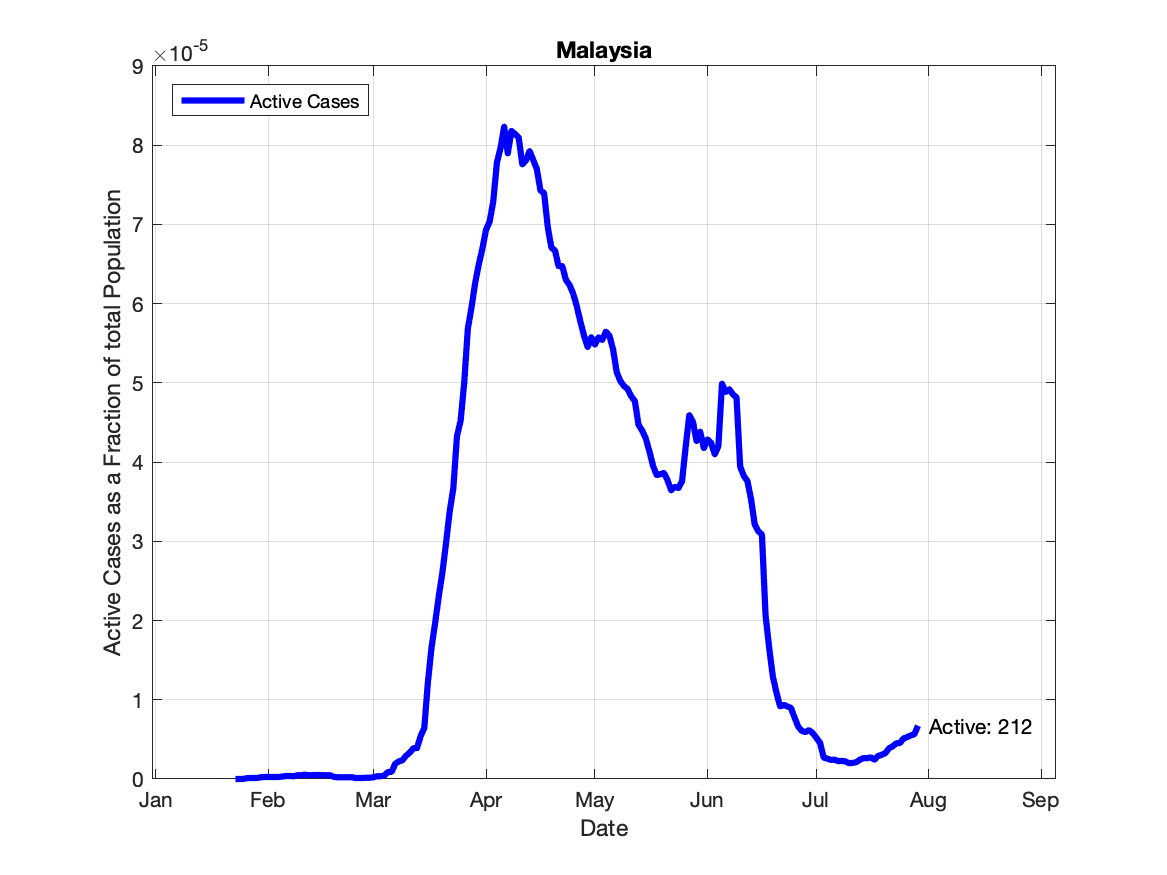 Malaysia
×10-5
Active Cases
9
8
7
6
5
4
3
2
1
0
Active Cases as a Fraction of total Population
Active: 212
Jan Feb Mar Apr May Jun Jul Aug Sep
Date